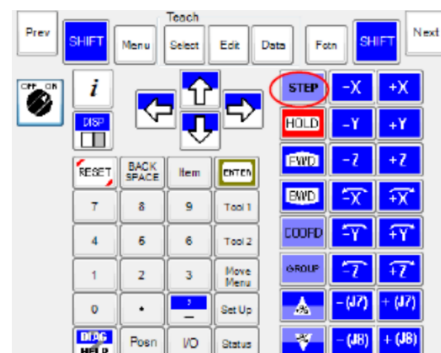 Teach
Prev SHIFT Menu Select Edit Data Fctn SHIFT Next
OFF ON i STEP -X +X
DISP HOLD -Y +Y
FWD -Z +Z
RESET BACK SPACE Item ENTER BWD -X +X
7 8 9 Tool 1
COORD -Y +Y
4 5 6 Tool 2
GROUP -Z +Z
1 2 3 Move Menu
0 . , — Set Up -(J7) +(J7)
DIAG HELP Posn I/O Status -(J8) +(J8)